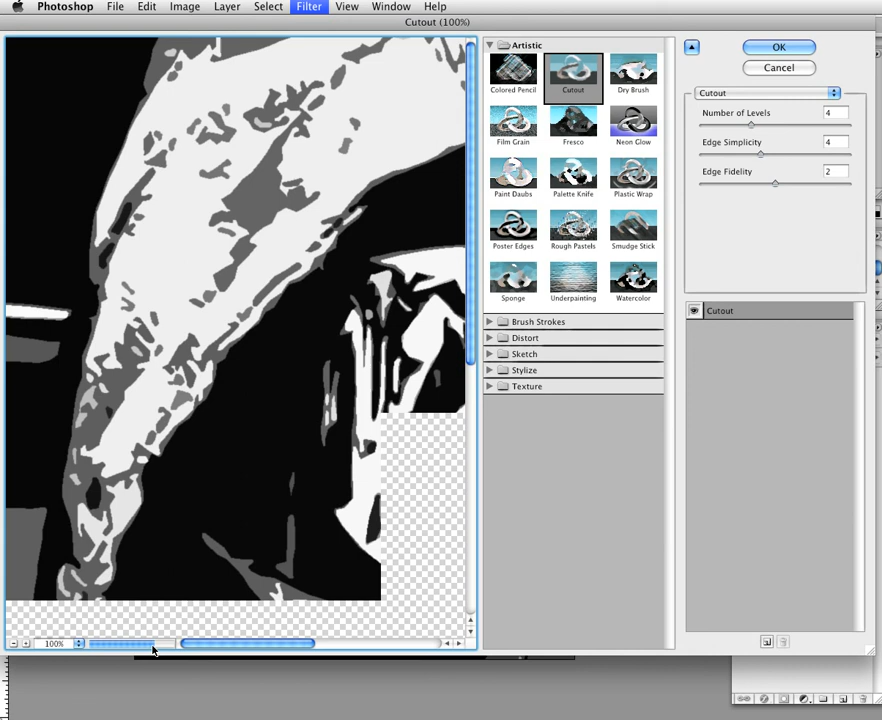 Photoshop File Edit Image Layer Select Filter View Window Help
Cutout (100%)
Artistic
Colored Pencil Cutout Dry Brush
Film Grain Fresco Neon Glow
Paint Daubs Palette Knife Plastic Wrap
Poster Edges Rough Pastels Smudge Stick
Sponge Underpainting Watercolor
Brush Strokes
Distort
Sketch
Stylize
Texture
OK
Cancel
Cutout
Number of Levels 4
Edge Simplicity 4
Edge Fidelity 2
Cutout
100%